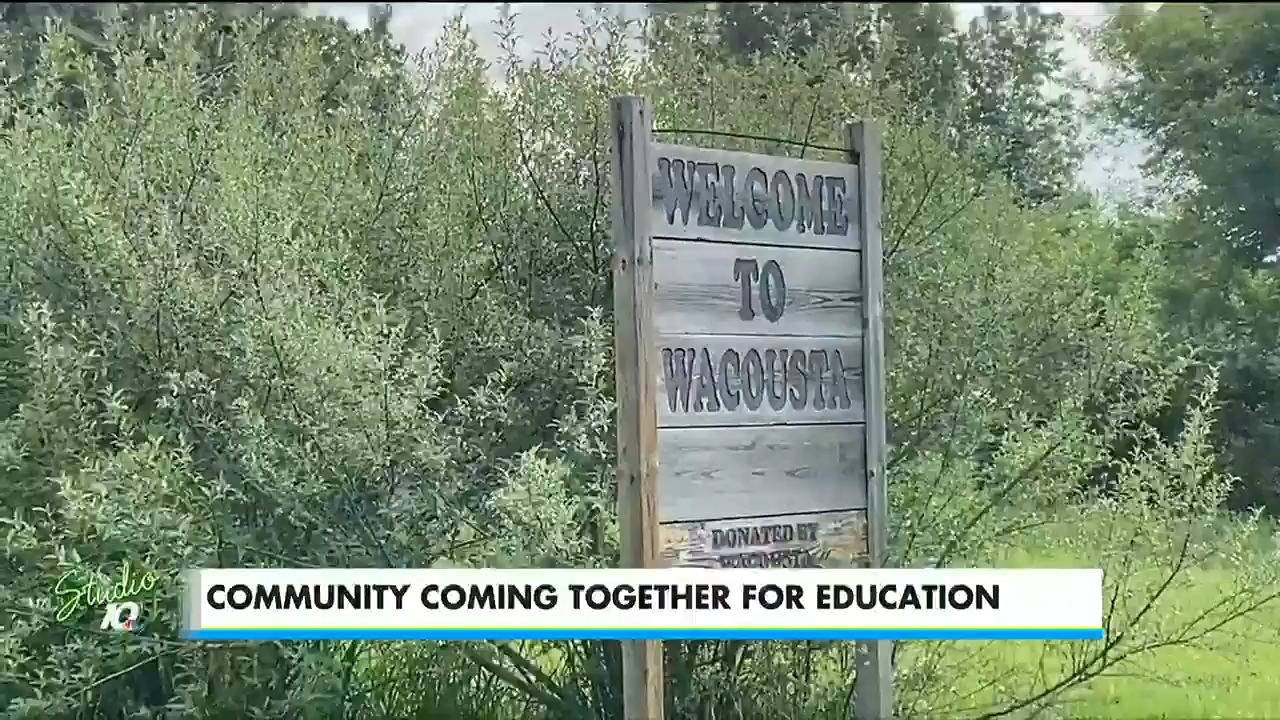 WELCOME
TO
WACOUSTA
DONATED BY
Studio
10
COMMUNITY COMING TOGETHER FOR EDUCATION